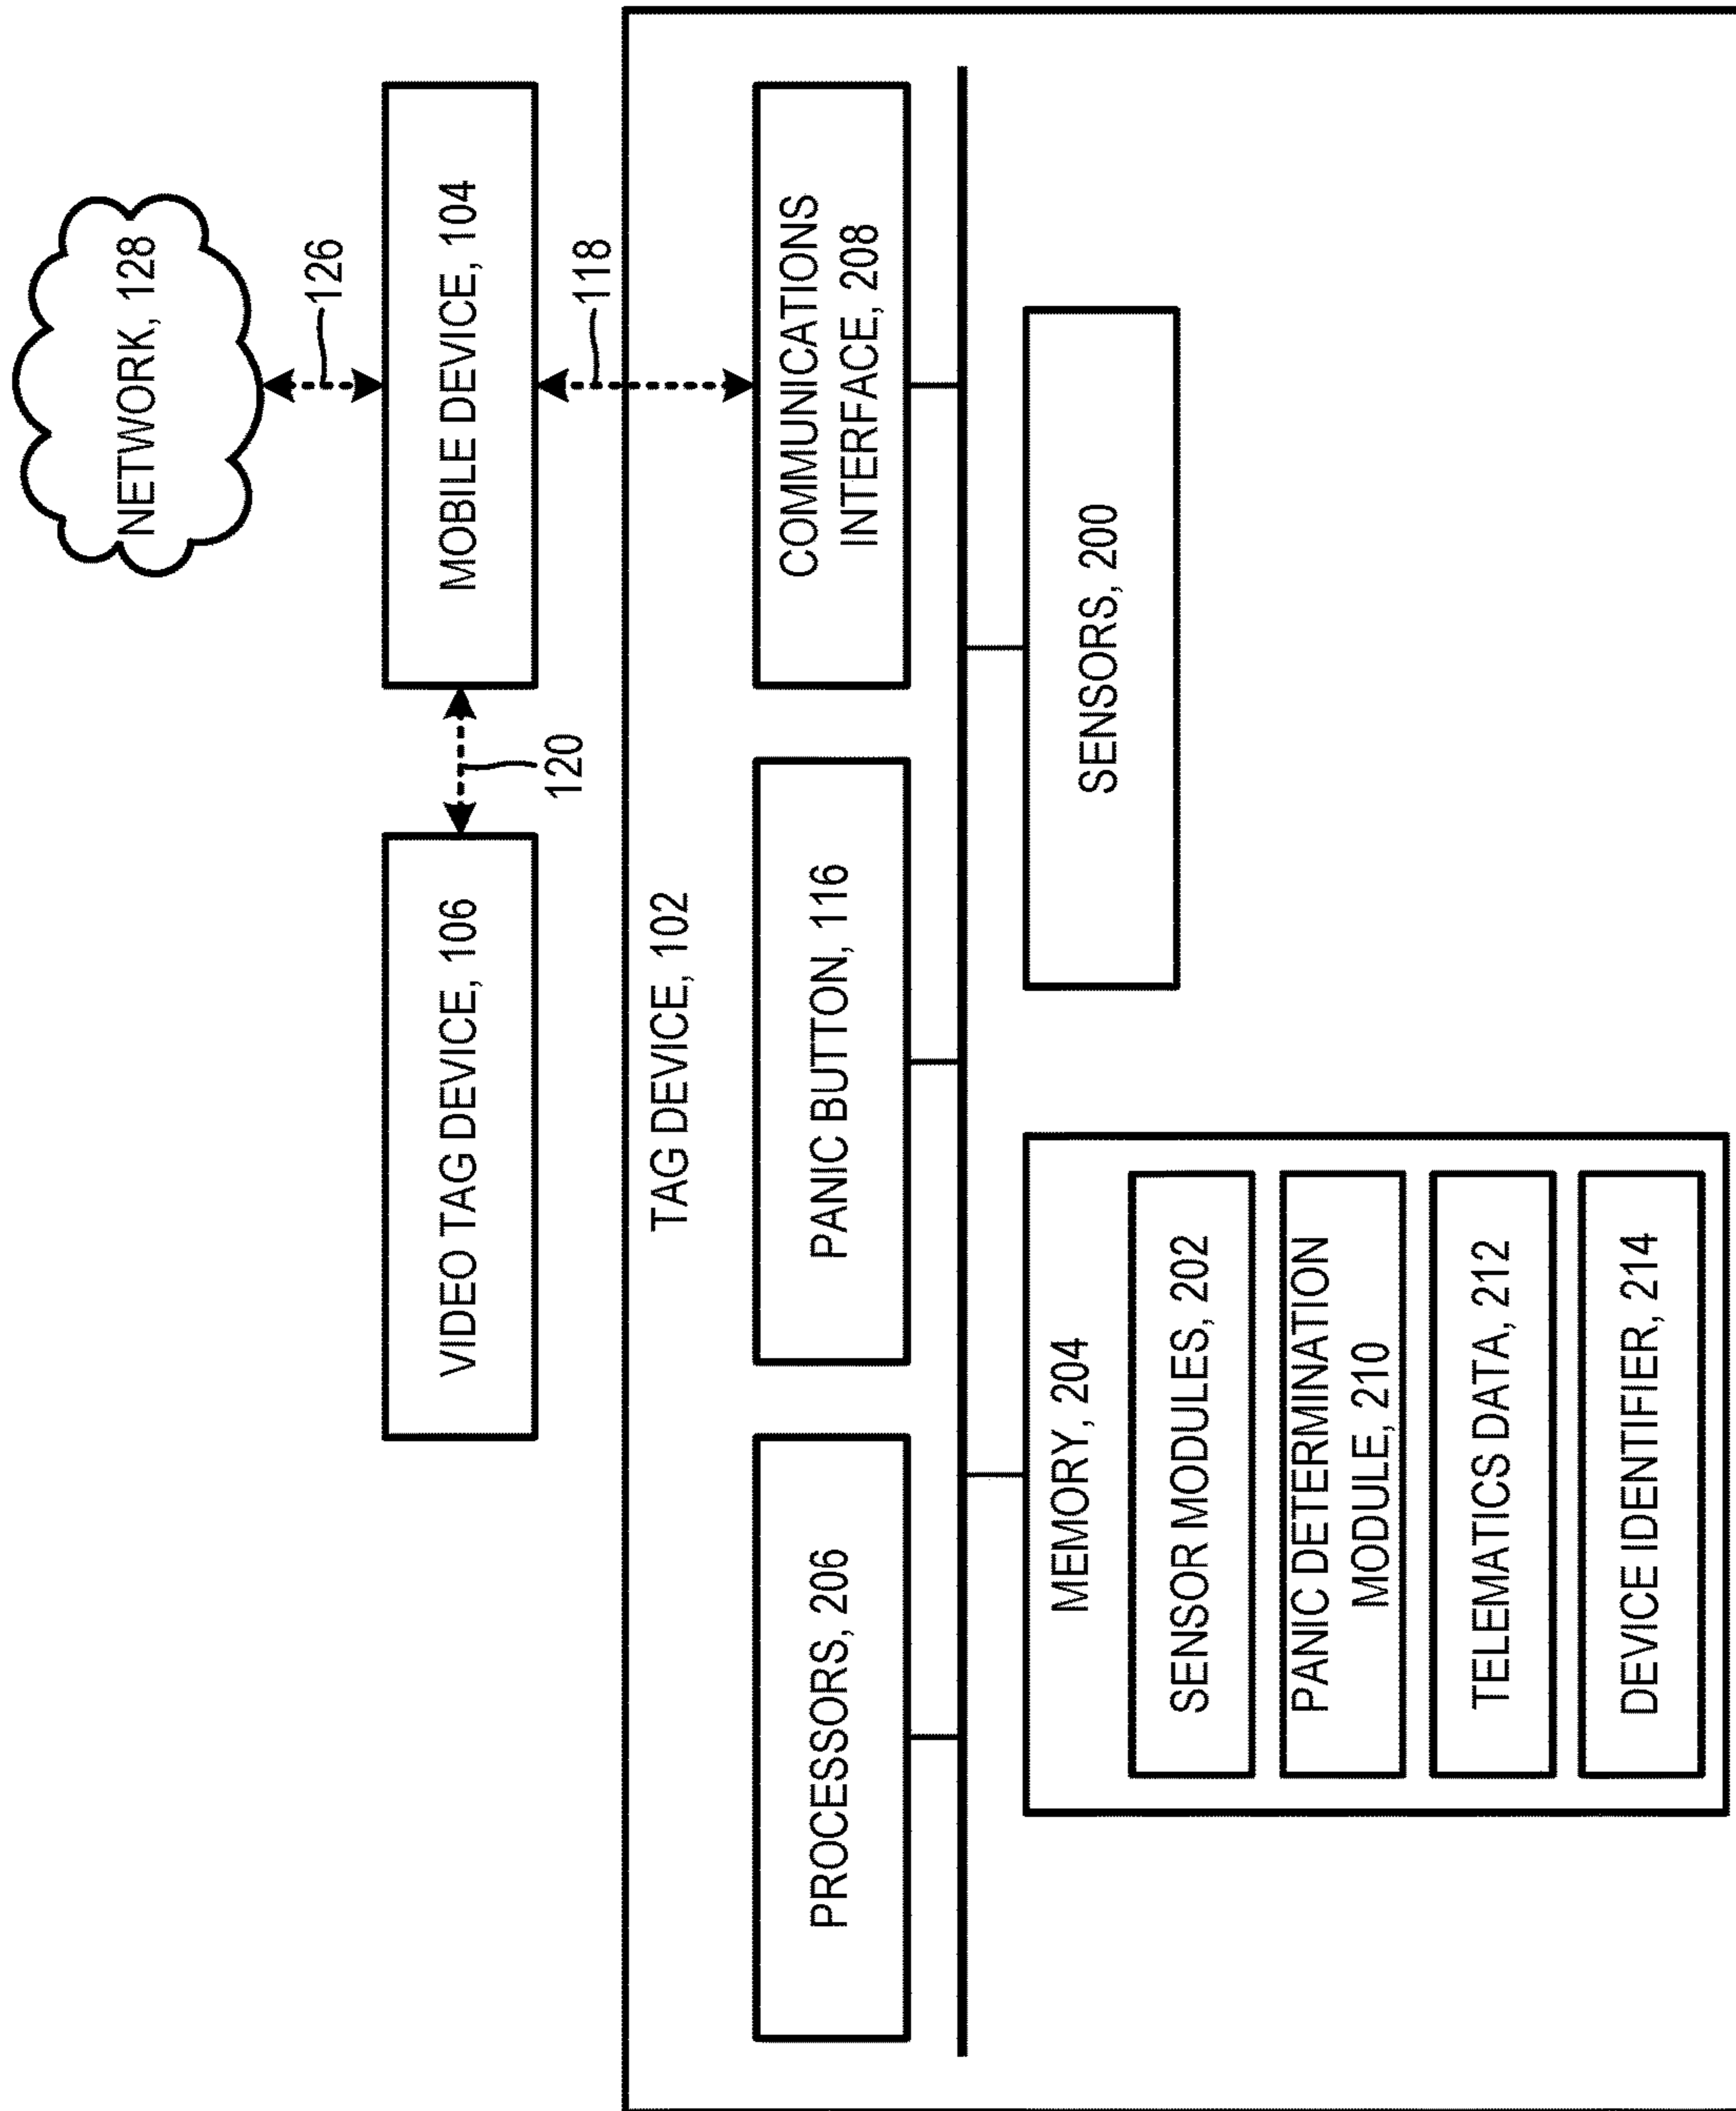 NETWORK, 128
126
VIDEO TAG DEVICE, 106
120
MOBILE DEVICE, 104
118
TAG DEVICE, 102
PROCESSORS, 206
PANIC BUTTON, 116
COMMUNICATIONS
INTERFACE, 208
MEMORY, 204
SENSOR MODULES, 202
PANIC DETERMINATION
MODULE, 210
TELEMATICS DATA, 212
DEVICE IDENTIFIER, 214
SENSORS, 200